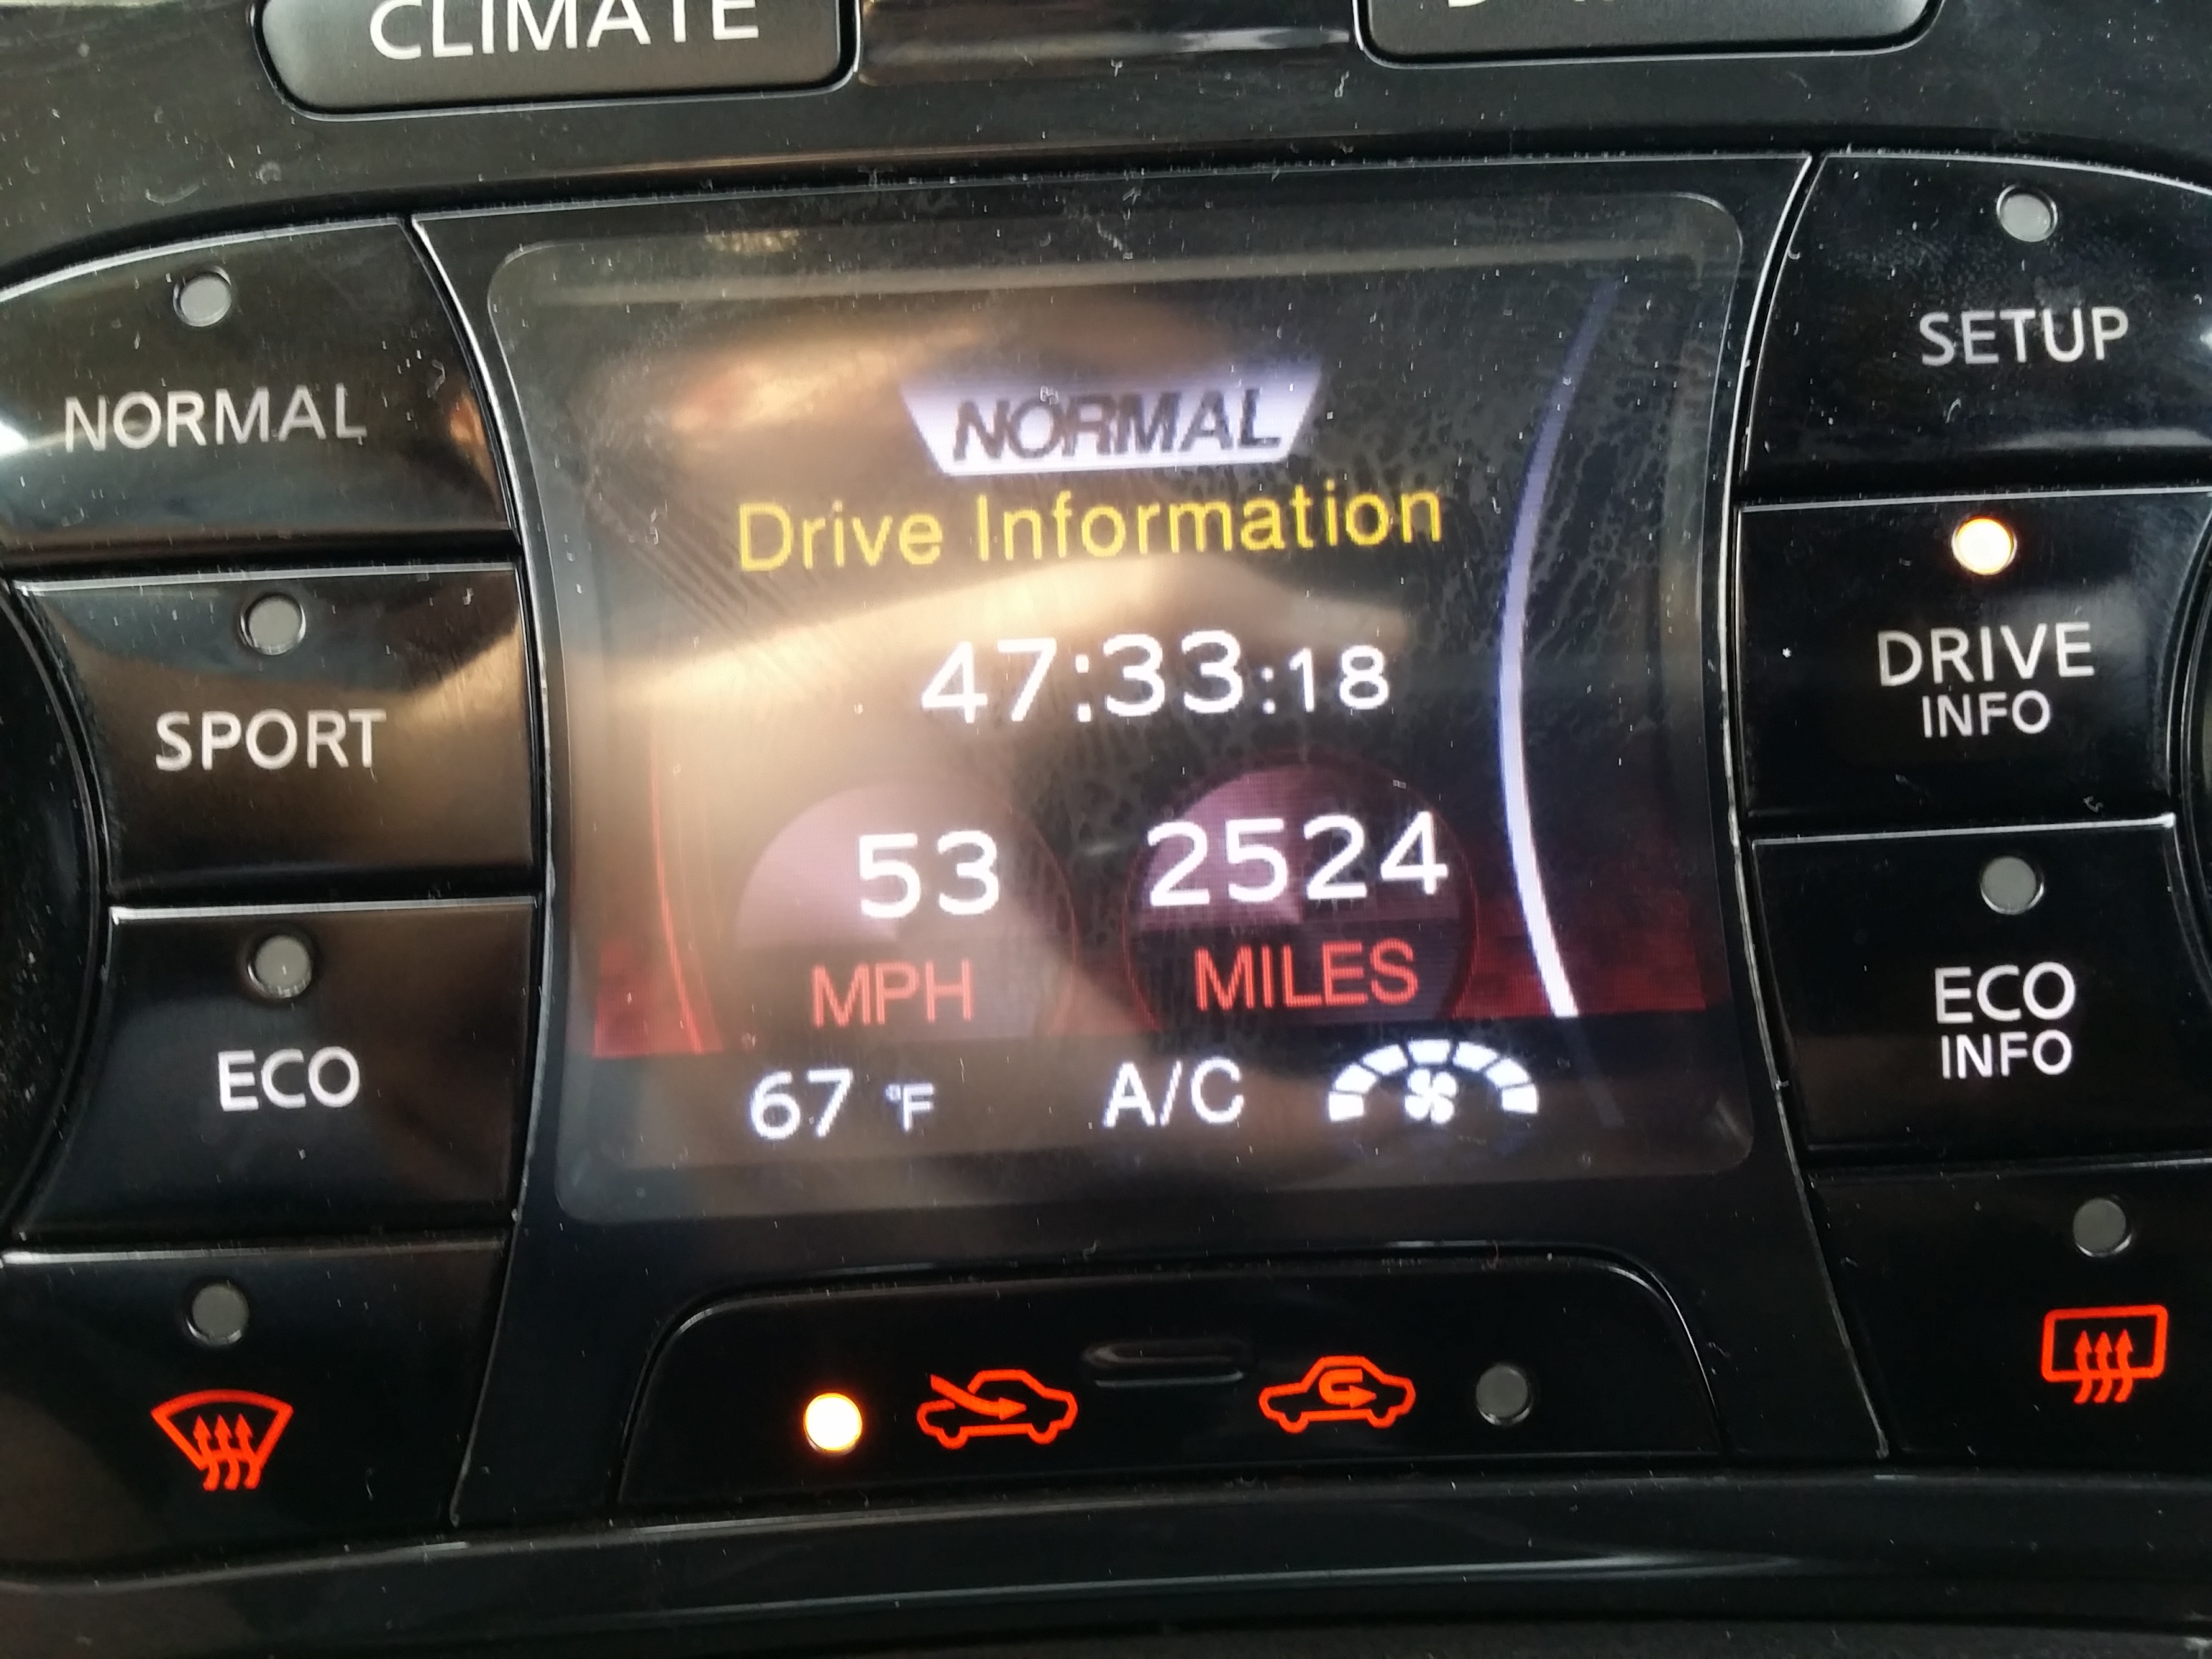 CLIMATE
NORMAL
SPORT
ECO
NORMAL
Drive Information
47:33:18
53
MPH
2524
MILES
67 °F
A/C
SETUP
DRIVE
INFO
ECO
INFO